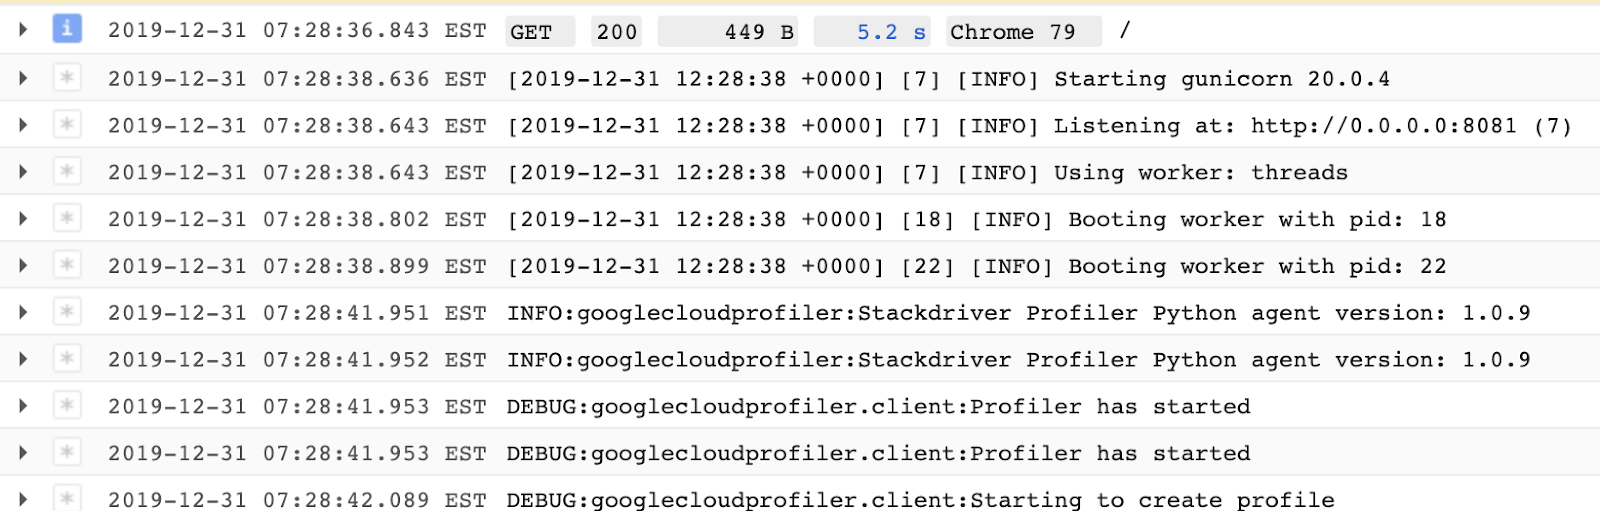 i 2019-12-31 07:28:36.843 EST GET 200 449 B 5.2 s Chrome 79 /
* 2019-12-31 07:28:38.636 EST [2019-12-31 12:28:38 +0000] [7] [INFO] Starting gunicorn 20.0.4
* 2019-12-31 07:28:38.643 EST [2019-12-31 12:28:38 +0000] [7] [INFO] Listening at: http://0.0.0.0:8081 (7)
* 2019-12-31 07:28:38.643 EST [2019-12-31 12:28:38 +0000] [7] [INFO] Using worker: threads
* 2019-12-31 07:28:38.802 EST [2019-12-31 12:28:38 +0000] [18] [INFO] Booting worker with pid: 18
* 2019-12-31 07:28:38.899 EST [2019-12-31 12:28:38 +0000] [22] [INFO] Booting worker with pid: 22
* 2019-12-31 07:28:41.951 EST INFO:googlecloudprofiler:Stackdriver Profiler Python agent version: 1.0.9
* 2019-12-31 07:28:41.952 EST INFO:googlecloudprofiler:Stackdriver Profiler Python agent version: 1.0.9
* 2019-12-31 07:28:41.953 EST DEBUG:googlecloudprofiler.client:Profiler has started
* 2019-12-31 07:28:41.953 EST DEBUG:googlecloudprofiler.client:Profiler has started
* 2019-12-31 07:28:42.089 EST DEBUG:googlecloudprofiler.client:Starting to create profile